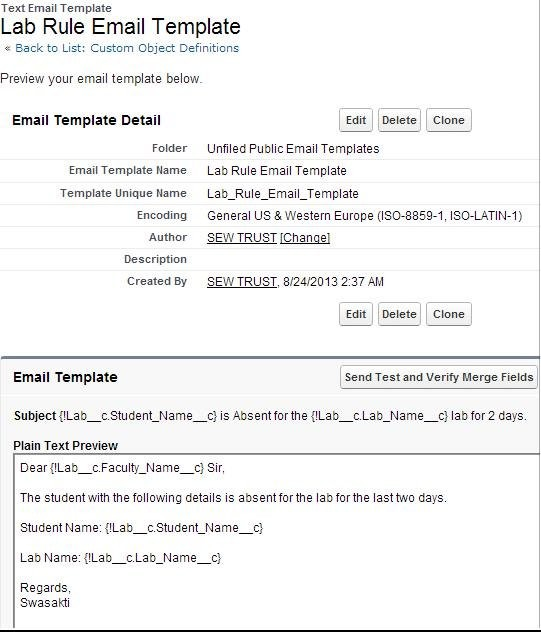 Text Email Template
Lab Rule Email Template
« Back to List: Custom Object Definitions
Preview your email template below.
Email Template Detail Edit Delete Clone
Folder Unfiled Public Email Templates
Email Template Name Lab Rule Email Template
Template Unique Name Lab_Rule_Email_Template
Encoding General US & Western Europe (ISO-8859-1, ISO-LATIN-1)
Author SEW TRUST [Change]
Description
Created By SEW TRUST, 8/24/2013 2:37 AM
Edit Delete Clone
Email Template Send Test and Verify Merge Fields
Subject {!Lab__c.Student_Name__c} is Absent for the {!Lab__c.Lab_Name__c} lab for 2 days.
Plain Text Preview
Dear {!Lab__c.Faculty_Name__c} Sir,
The student with the following details is absent for the lab for the last two days.
Student Name: {!Lab__c.Student_Name__c}
Lab Name: {!Lab__c.Lab_Name__c}
Regards,
Swasakti